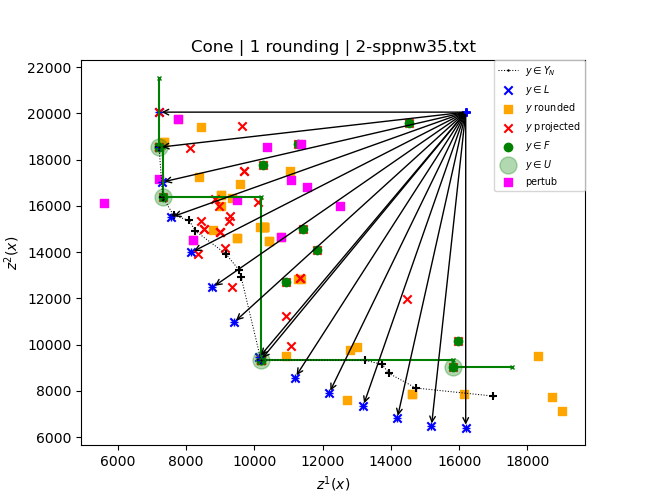 Cone | 1 rounding | 2-sppnw35.txt
22000
20000
18000
16000
14000
12000
10000
8000
6000
z²(x)
6000 8000 10000 12000 14000 16000 18000
z¹(x)
y ∈ Y_N
y ∈ L
y rounded
y projected
y ∈ F
y ∈ U
pertub